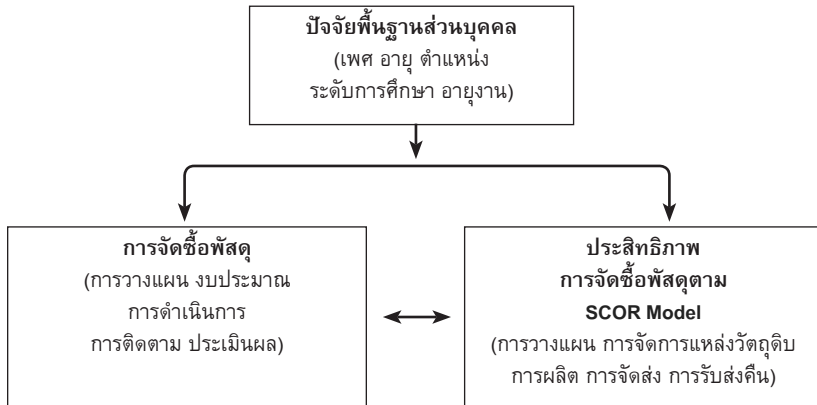 ปัจจัยพื้นฐานส่วนบุคคล
(เพศ อายุ ตำแหน่ง
ระดับการศึกษา อายุงาน)
การจัดซื้อพัสดุ
(การวางแผน งบประมาณ
การดำเนินการ
การติดตาม ประเมินผล)
ประสิทธิภาพ
การจัดซื้อพัสดุตาม
SCOR Model
(การวางแผน การจัดการแหล่งวัตถุดิบ
การผลิต การจัดส่ง การรับส่งคืน)